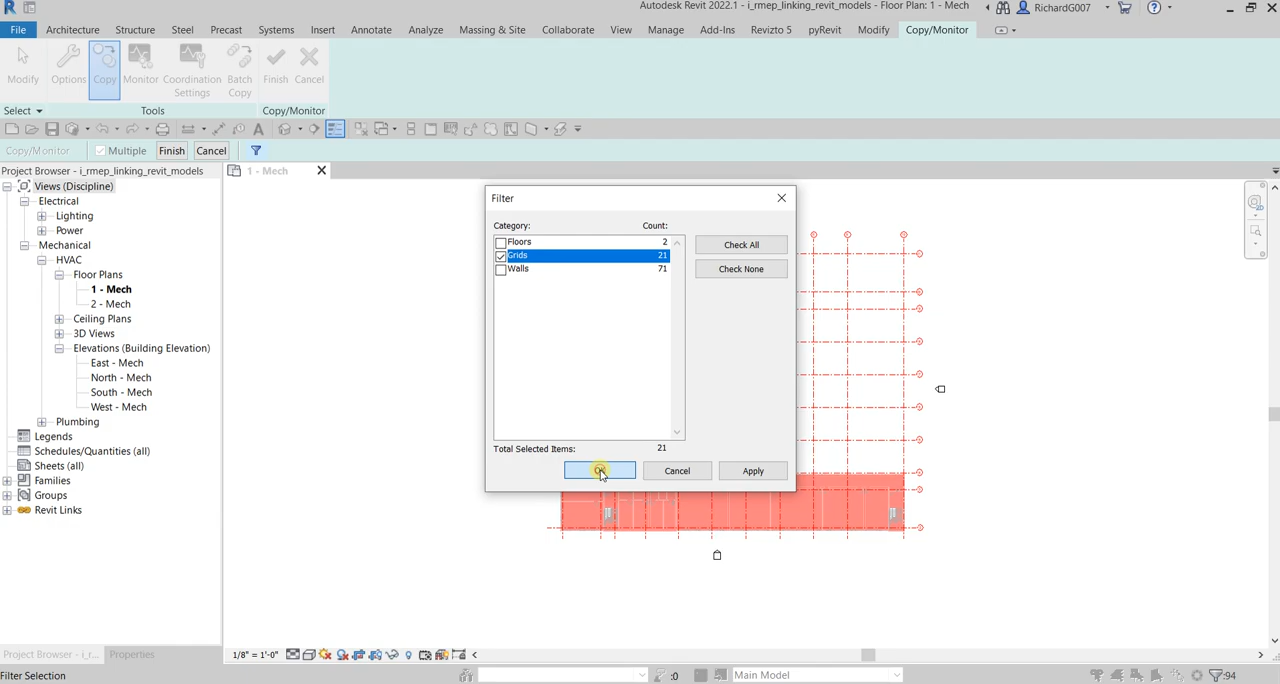 Autodesk Revit 2022.1 - i_rmep_linking_revit_models - Floor Plan: 1 - Mech
RichardG007
File Architecture Structure Steel Precast Systems Insert Annotate Analyze Massing & Site Collaborate View Manage Add-Ins Revizto 5 pyRevit Modify Copy/Monitor
Modify Options Copy Monitor Coordination Settings Batch Copy Finish Cancel
Select Tools Copy/Monitor
Copy/Monitor Multiple Finish Cancel
Project Browser - i_rmep_linking_revit_models
1 - Mech
Views (Discipline)
Electrical
Lighting
Power
Mechanical
HVAC
Floor Plans
1 - Mech
2 - Mech
Ceiling Plans
3D Views
Elevations (Building Elevation)
East - Mech
North - Mech
South - Mech
West - Mech
Plumbing
Legends
Schedules/Quantities (all)
Sheets (all)
Families
Groups
Revit Links
Filter
Category: Count:
Floors 2
Grids 21
Walls 71
Check All
Check None
Total Selected Items: 21
Cancel Apply
Project Browser - i_r... Properties
1/8" = 1'-0"
Filter Selection
:0
Main Model
:94